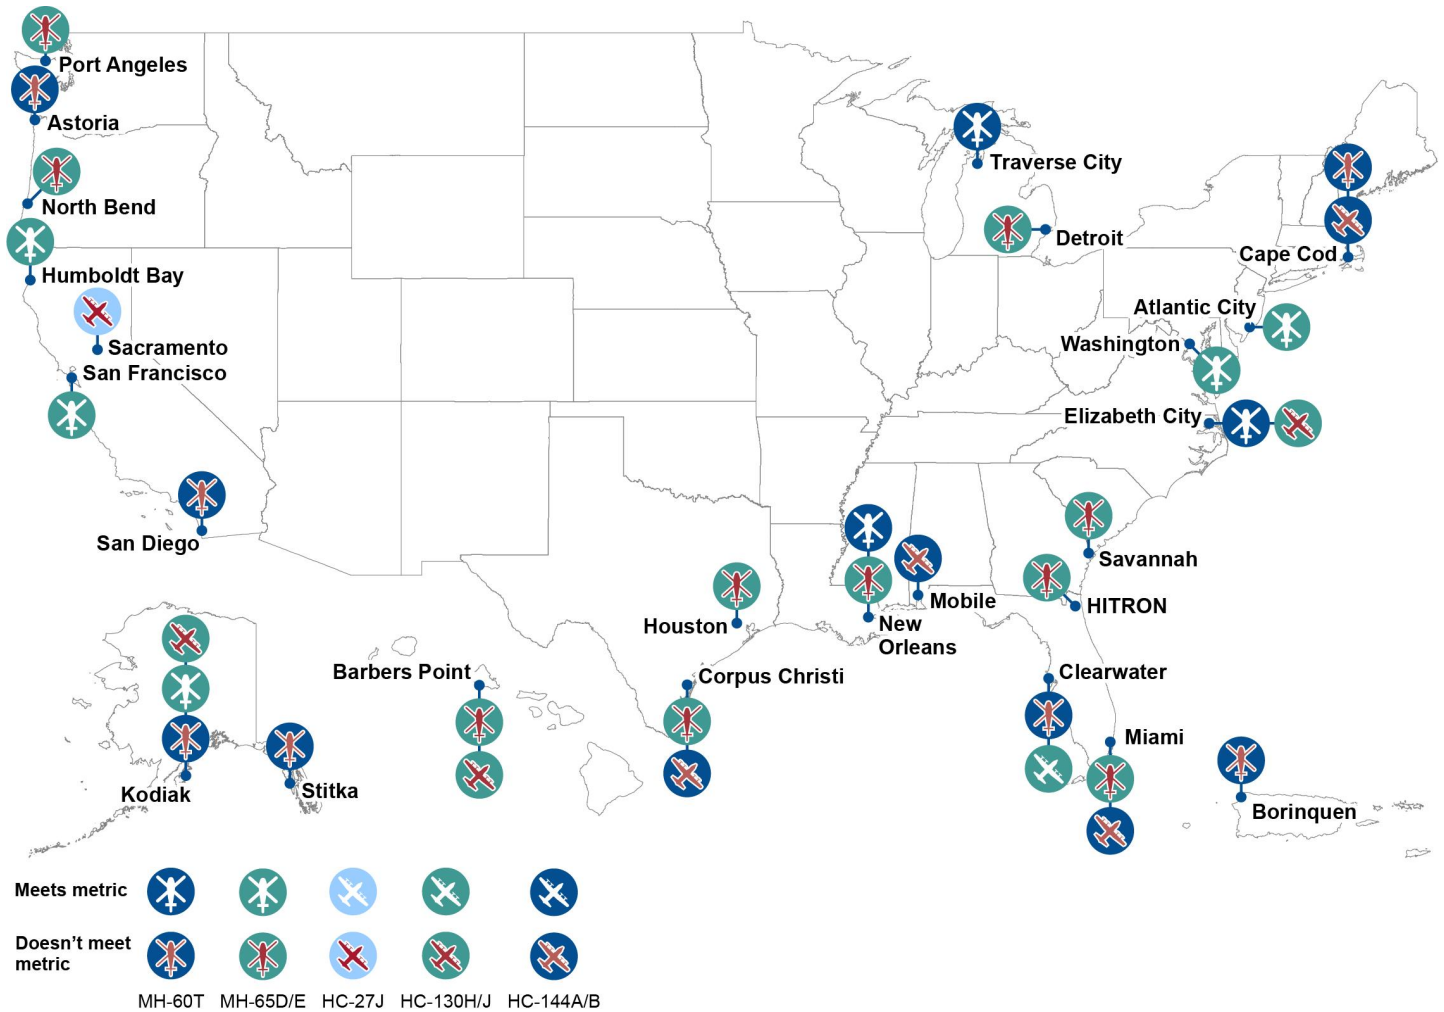 Port Angeles
Astoria
Traverse City
North Bend
Detroit
Cape Cod
Humboldt Bay
Atlantic City
Washington
Sacramento
San Francisco
Elizabeth City
San Diego
Savannah
Mobile
HITRON
Houston
New
Orleans
Barbers Point
Corpus Christi
Clearwater
Miami
Kodiak
Stitka
Borinquen
Meets metric
Doesn’t meet
metric
MH-60T
MH-65D/E
HC-27J
HC-130H/J
HC-144A/B